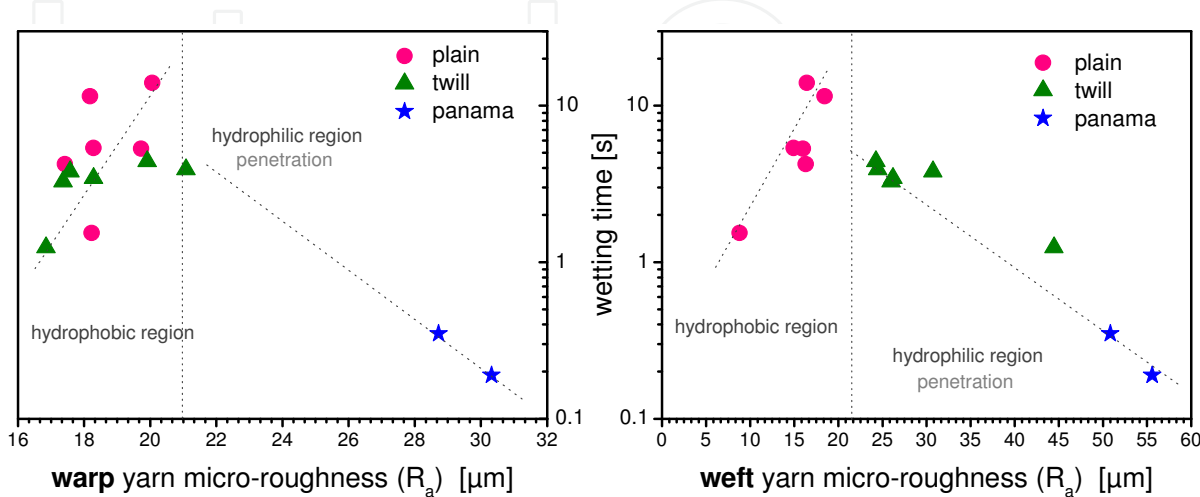 plain
twill
panama
hydrophilic region
penetration
hydrophobic region
10
1
0.1
16 18 20 22 24 26 28 30 32
warp yarn micro-roughness (Ra) [µm]
wetting time [s]
plain
twill
panama
hydrophobic region
hydrophilic region
penetration
0 5 10 15 20 25 30 35 40 45 50 55 60
weft yarn micro-roughness (Ra) [µm]